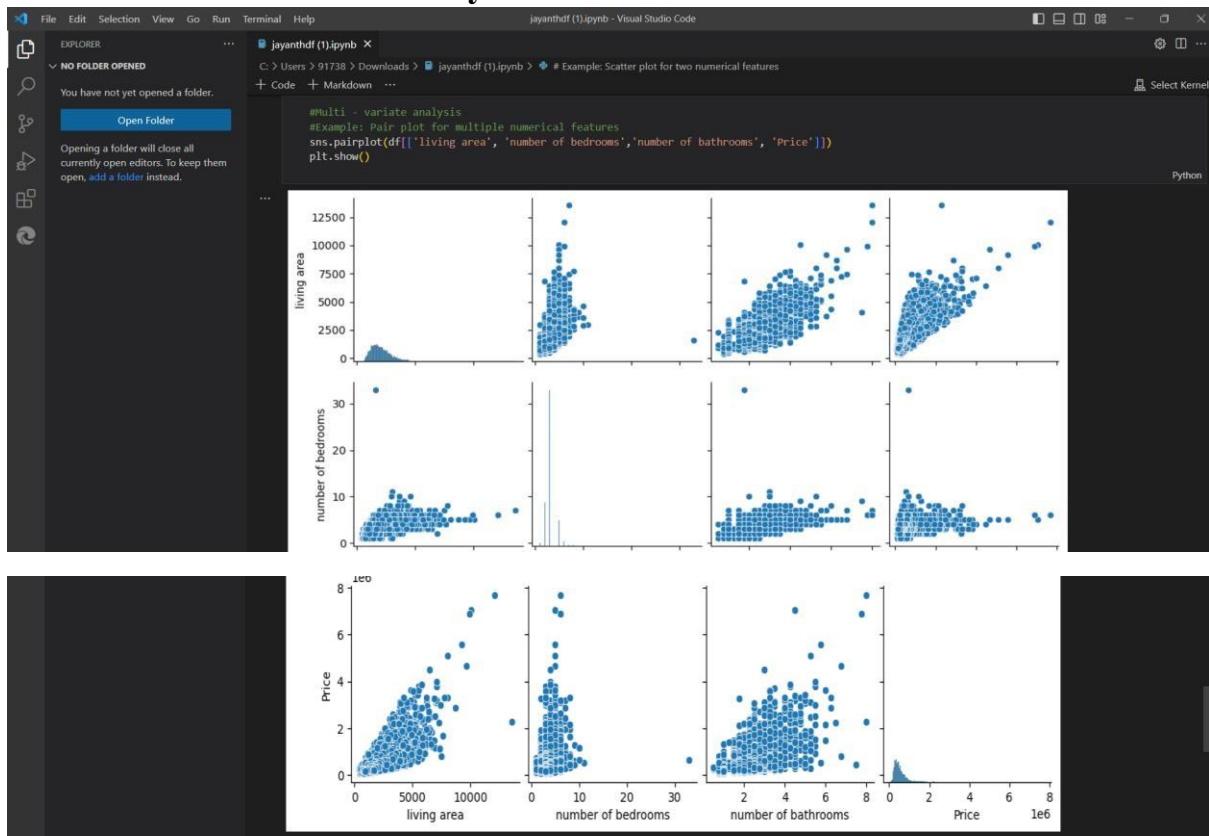 File Edit Selection View Go Run Terminal Help
jayanthdf (1).ipynb - Visual Studio Code
EXPLORER ...
NO FOLDER OPENED
You have not yet opened a folder.
Open Folder
Opening a folder will close all
currently open editors. To keep them
open, add a folder instead.
jayanthdf (1).ipynb
C: > Users > 91738 > Downloads > jayanthdf (1).ipynb > # Example: Scatter plot for two numerical features
+ Code + Markdown ...
Select Kernel
#Multi - variate analysis
#Example: Pair plot for multiple numerical features
sns.pairplot(df[['living area', 'number of bedrooms','number of bathrooms', 'Price']])
plt.show()
Python
...
12500
10000
7500
5000
2500
0
living area
30
20
10
0
number of bedrooms
1e6
8
6
4
2
0
Price
0 5000 10000
living area
0 10 20 30
number of bedrooms
2 4 6 8
number of bathrooms
0 2 4 6 8
Price 1e6